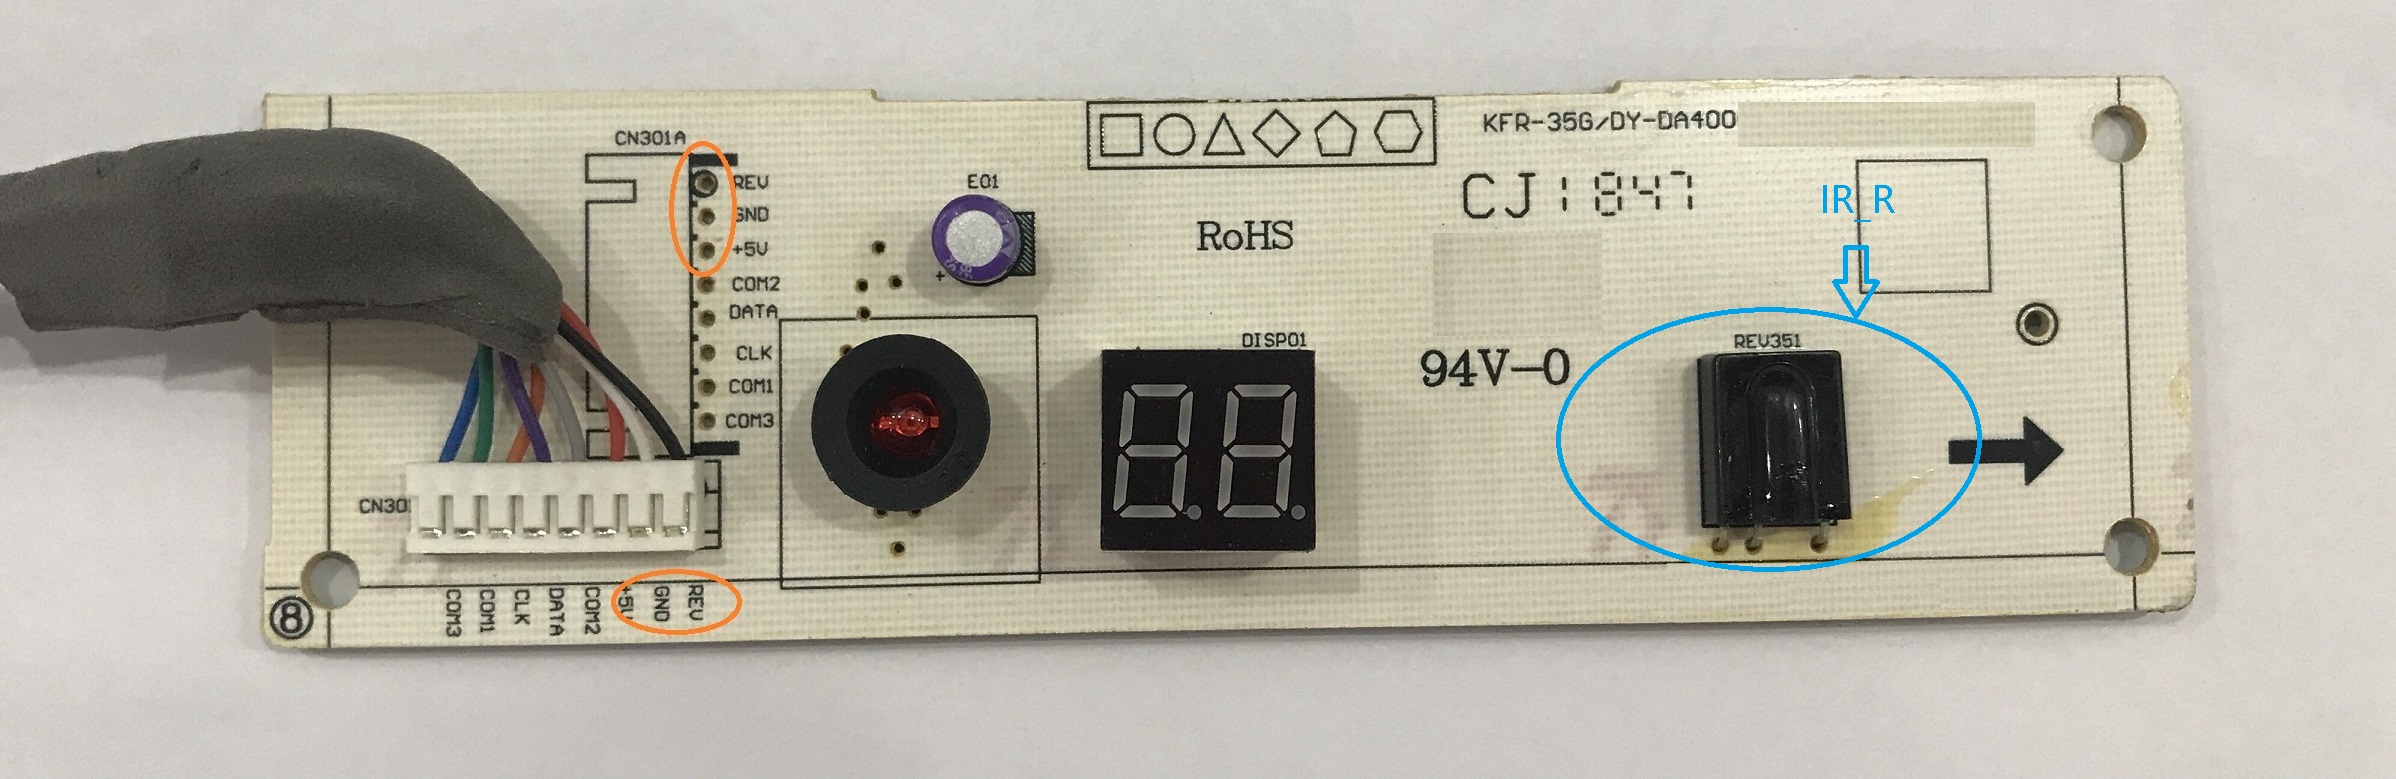 CN301A
REV
GND
+5V
COM2
DATA
CLK
COM1
COM3
E01
+
KFR-35G/DY-DA400
CJ1847
RoHS
IR_R
DISP01
94V-0
REV351
CN30
COM3
COM1
CLK
DATA
COM2
+5V
GND
REV
8